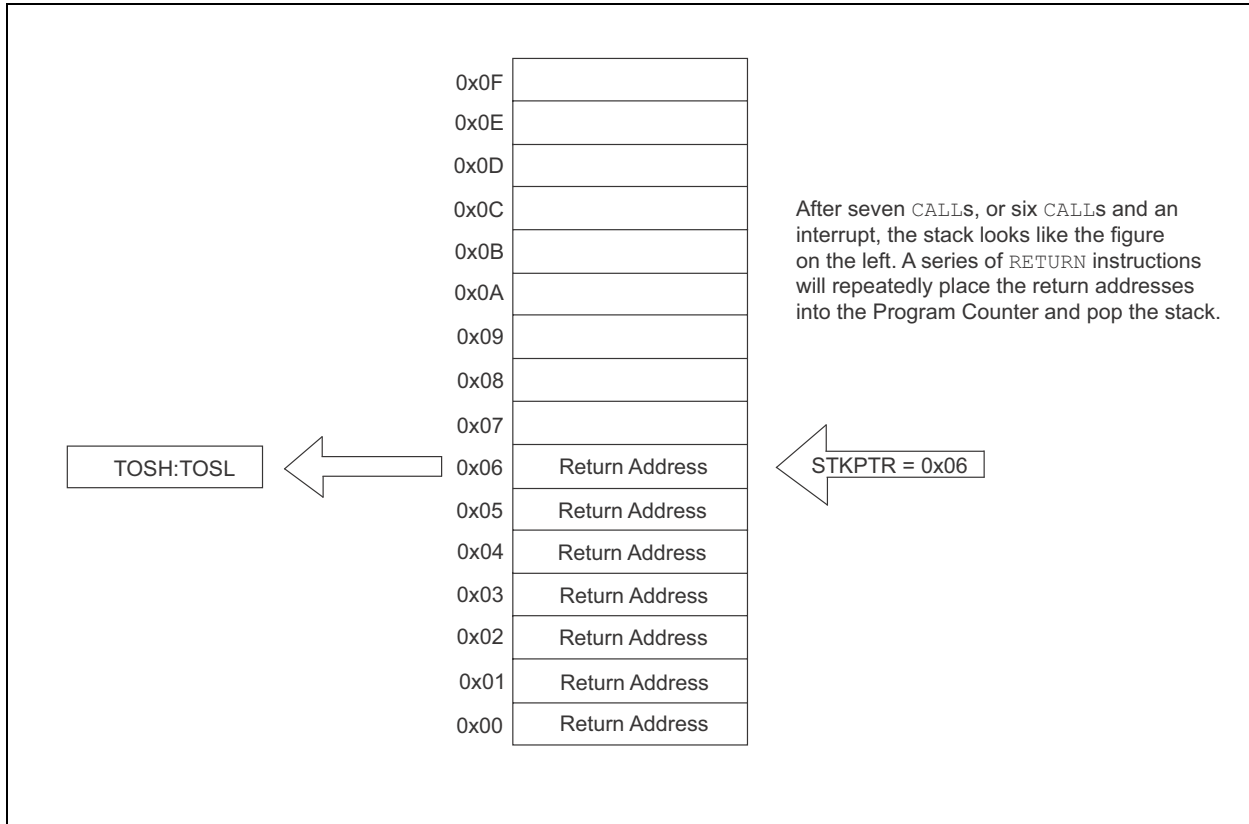 0x0F
0x0E
0x0D
0x0C
0x0B
0x0A
0x09
0x08
0x07
After seven CALLs, or six CALLs and an
interrupt, the stack looks like the figure
on the left. A series of RETURN instructions
will repeatedly place the return addresses
into the Program Counter and pop the stack.
TOSH:TOSL
0x06 Return Address
STKPTR = 0x06
0x05 Return Address
0x04 Return Address
0x03 Return Address
0x02 Return Address
0x01 Return Address
0x00 Return Address